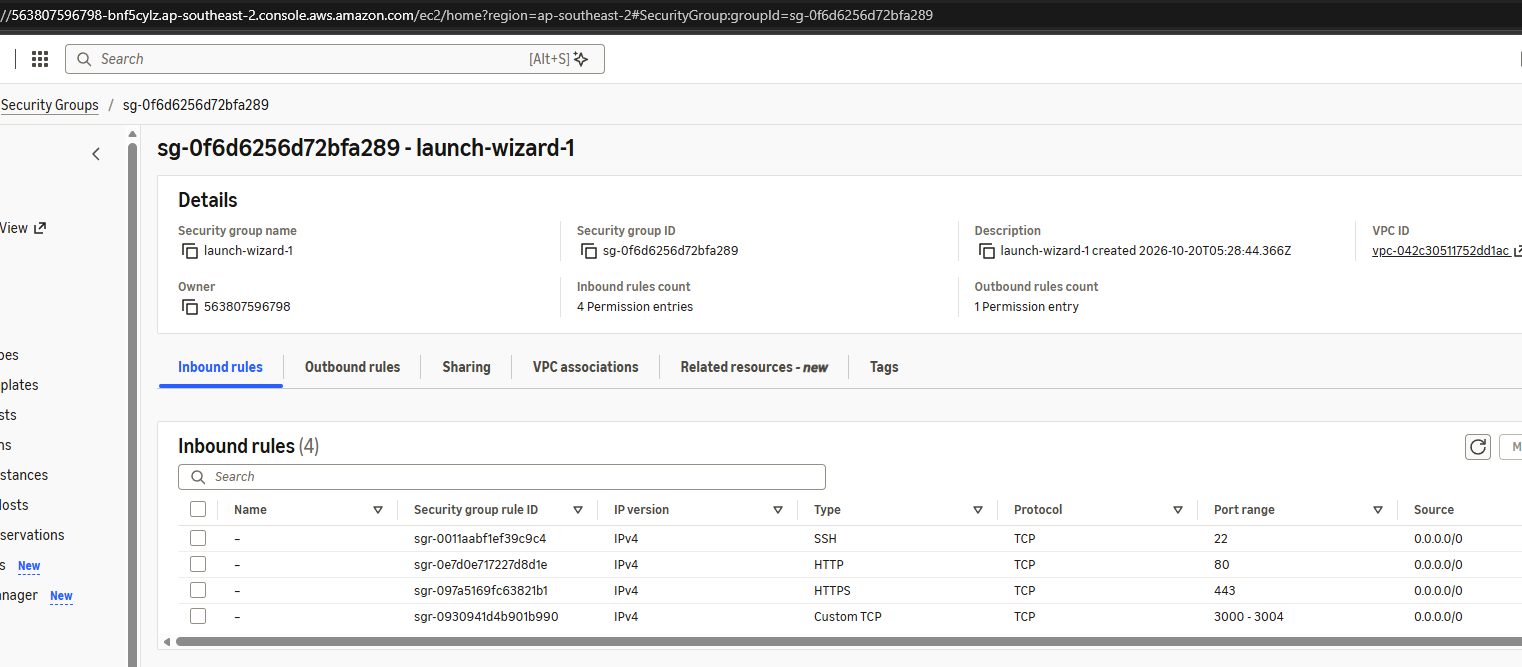 //563807596798-bnf5cylz.ap-southeast-2.console.aws.amazon.com/ec2/home?region=ap-southeast-2#SecurityGroup:groupId=sg-0f6d6256d72bfa289
Search [Alt+S]
Security Groups / sg-0f6d6256d72bfa289
sg-0f6d6256d72bfa289 - launch-wizard-1
View
pes
plates
sts
ns
stances
Hosts
servations
s New
anager New
Details
Security group name
launch-wizard-1
Security group ID
sg-0f6d6256d72bfa289
Description
launch-wizard-1 created 2026-10-20T05:28:44.366Z
VPC ID
vpc-042c30511752dd1ac
Owner
563807596798
Inbound rules count
4 Permission entries
Outbound rules count
1 Permission entry
Inbound rules Outbound rules Sharing VPC associations Related resources - new Tags
Inbound rules (4)
M
Search
Name Security group rule ID IP version Type Protocol Port range Source
– sgr-0011aabf1ef39c9c4 IPv4 SSH TCP 22 0.0.0.0/0
– sgr-0e7d0e717227d8d1e IPv4 HTTP TCP 80 0.0.0.0/0
– sgr-097a5169fc63821b1 IPv4 HTTPS TCP 443 0.0.0.0/0
– sgr-0930941d4b901b990 IPv4 Custom TCP TCP 3000 - 3004 0.0.0.0/0